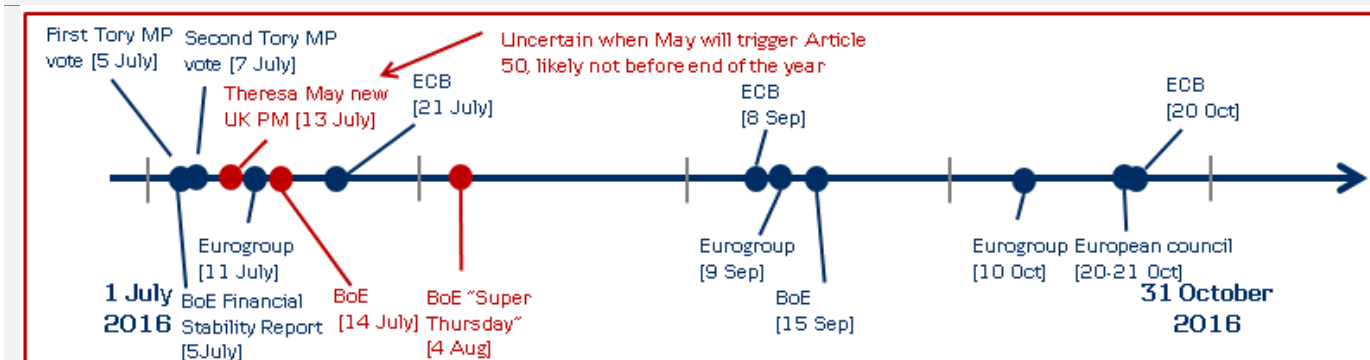 First Tory MP
vote [5 July]
Second Tory MP
vote [7 July]
Theresa May new
UK PM [13 July]
Uncertain when May will trigger Article
50, likely not before end of the year
ECB
[21 July]
ECB
[8 Sep]
ECB
[20 Oct]
1 July
2016
BoE Financial
Stability Report
[5July]
Eurogroup
[11 July]
BoE
[14 July]
BoE "Super
Thursday"
[4 Aug]
Eurogroup
[9 Sep]
BoE
[15 Sep]
Eurogroup
[10 Oct]
European council
[20-21 Oct]
31 October
2016